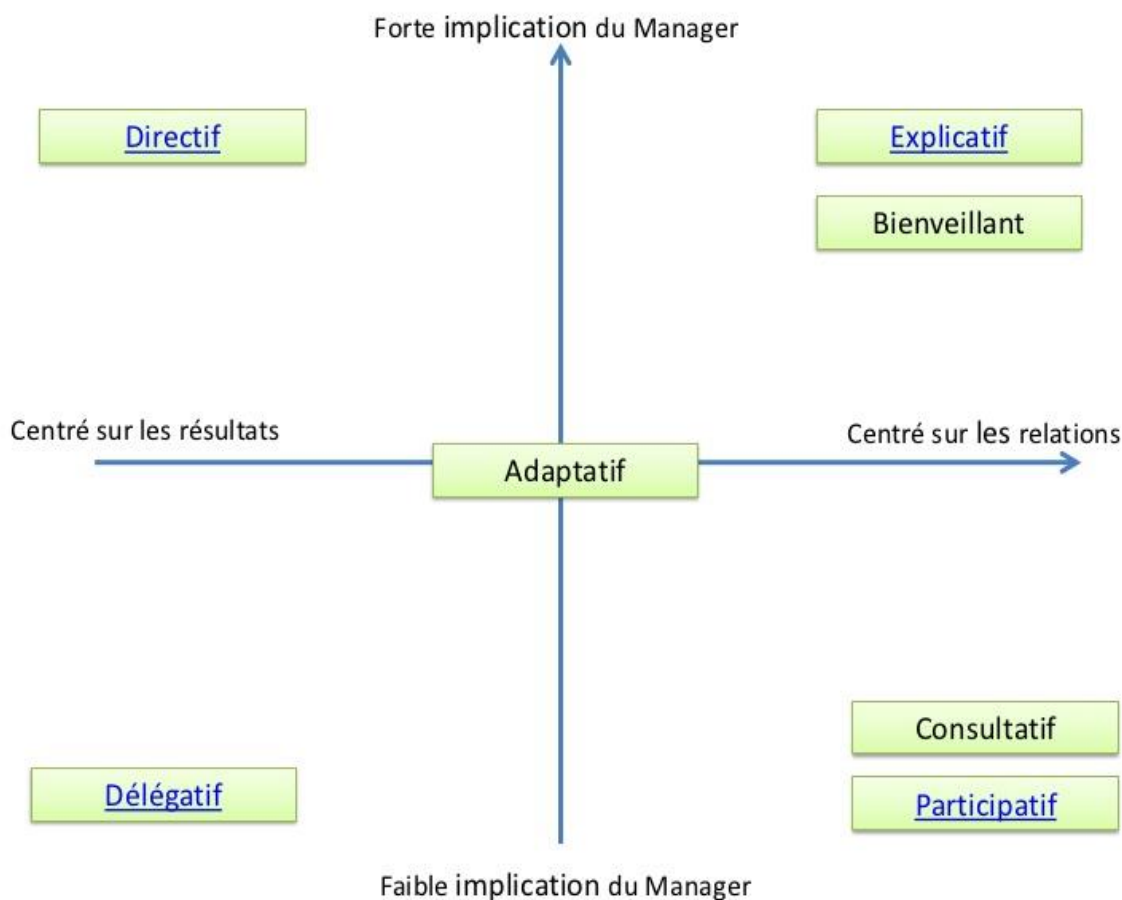 Forte implication du Manager
Directif
Explicatif
Bienveillant
Centré sur les résultats
Centré sur les relations
Adaptatif
Consultatif
Délégatif
Participatif
Faible implication du Manager